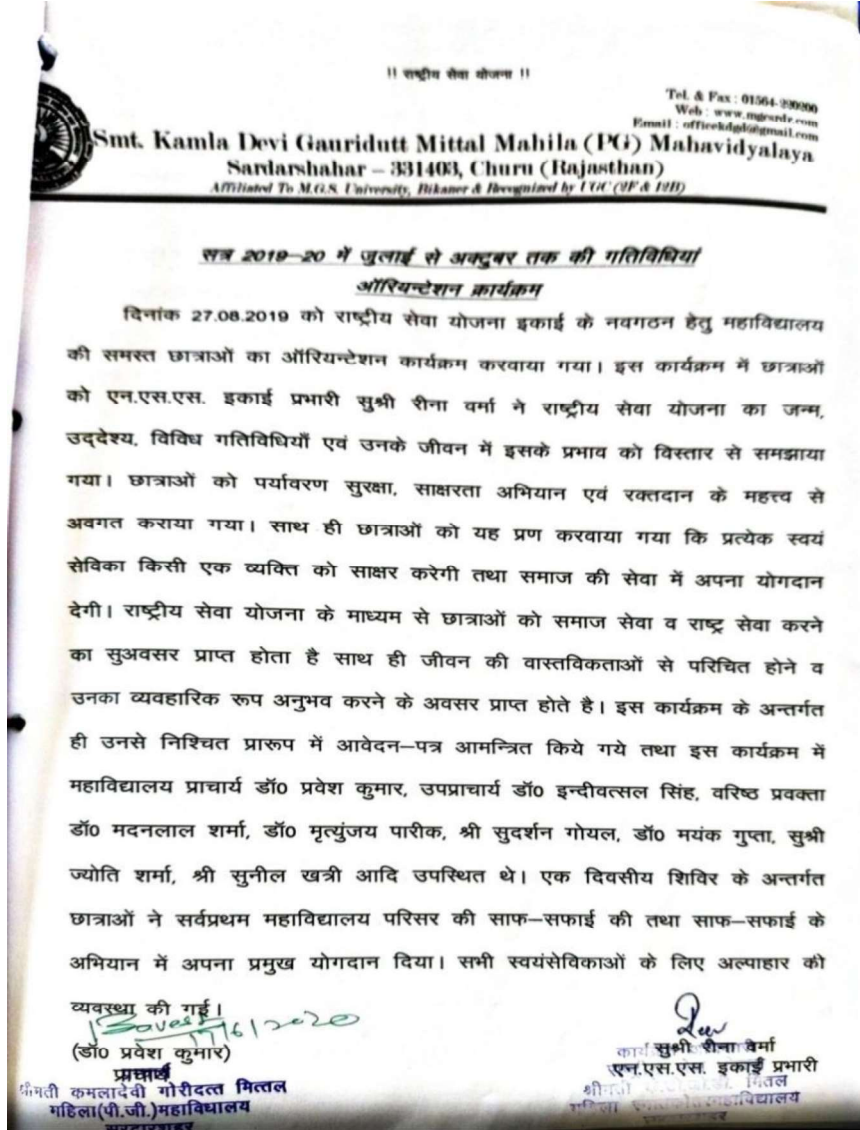 !! राष्ट्रीय सेवा योजना !!
Tel. & Fax : 01564-
Web : www.mgesrdr.com
Email : officekdgd@gmail.com
Smt. Kamla Devi Gauridutt Mittal Mahila (PG) Mahavidyalaya
Sardarshahar – 331403, Churu (Rajasthan)
Affiliated To M.G.S. University, Bikaner & Recognized by UGC (2F & 12B)
सत्र 2019–20 में जुलाई से अक्टुबर तक की गतिविधियां
ऑरियन्टेशन क्रार्यक्रम
दिनांक 27.08.2019 को राष्ट्रीय सेवा योजना इकाई के नवगठन हेतु महाविद्यालय
की समस्त छात्राओं का ऑरियन्टेशन कार्यक्रम करवाया गया। इस कार्यक्रम में छात्राओं
को एन.एस.एस. इकाई प्रभारी सुश्री रीना वर्मा ने राष्ट्रीय सेवा योजना का जन्म,
उद्देश्य, विविध गतिविधियाँ एवं उनके जीवन में इसके प्रभाव को विस्तार से समझाया
गया। छात्राओं को पर्यावरण सुरक्षा, साक्षरता अभियान एवं रक्तदान के महत्त्व से
अवगत कराया गया। साथ ही छात्राओं को यह प्रण करवाया गया कि प्रत्येक स्वयं
सेविका किसी एक व्यक्ति को साक्षर करेगी तथा समाज की सेवा में अपना योगदान
देगी। राष्ट्रीय सेवा योजना के माध्यम से छात्राओं को समाज सेवा व राष्ट्र सेवा करने
का सुअवसर प्राप्त होता है साथ ही जीवन की वास्तविकताओं से परिचित होने व
उनका व्यवहारिक रूप अनुभव करने के अवसर प्राप्त होते है। इस कार्यक्रम के अन्तर्गत
ही उनसे निश्चित प्रारूप में आवेदन–पत्र आमन्त्रित किये गये तथा इस कार्यक्रम में
महाविद्यालय प्राचार्य डॉ0 प्रवेश कुमार, उपप्राचार्य डॉ0 इन्दीवत्सल सिंह, वरिष्ठ प्रवक्ता
डॉ0 मदनलाल शर्मा, डॉ0 मृत्युंजय पारीक, श्री सुदर्शन गोयल, डॉ0 मयंक गुप्ता, सुश्री
ज्योति शर्मा, श्री सुनील खत्री आदि उपस्थित थे। एक दिवसीय शिविर के अन्तर्गत
छात्राओं ने सर्वप्रथम महाविद्यालय परिसर की साफ–सफाई की तथा साफ–सफाई के
अभियान में अपना प्रमुख योगदान दिया। सभी स्वयंसेविकाओं के लिए अल्पाहार की
व्यवस्था की गई।
(डॉ0 प्रवेश कुमार)
प्राचार्य
श्रीमती कमलादेवी गोरीदत्त मित्तल
महिला(पी.जी.)महाविधालय
सुश्री रीना वर्मा
एन.एस.एस. इकाई प्रभारी